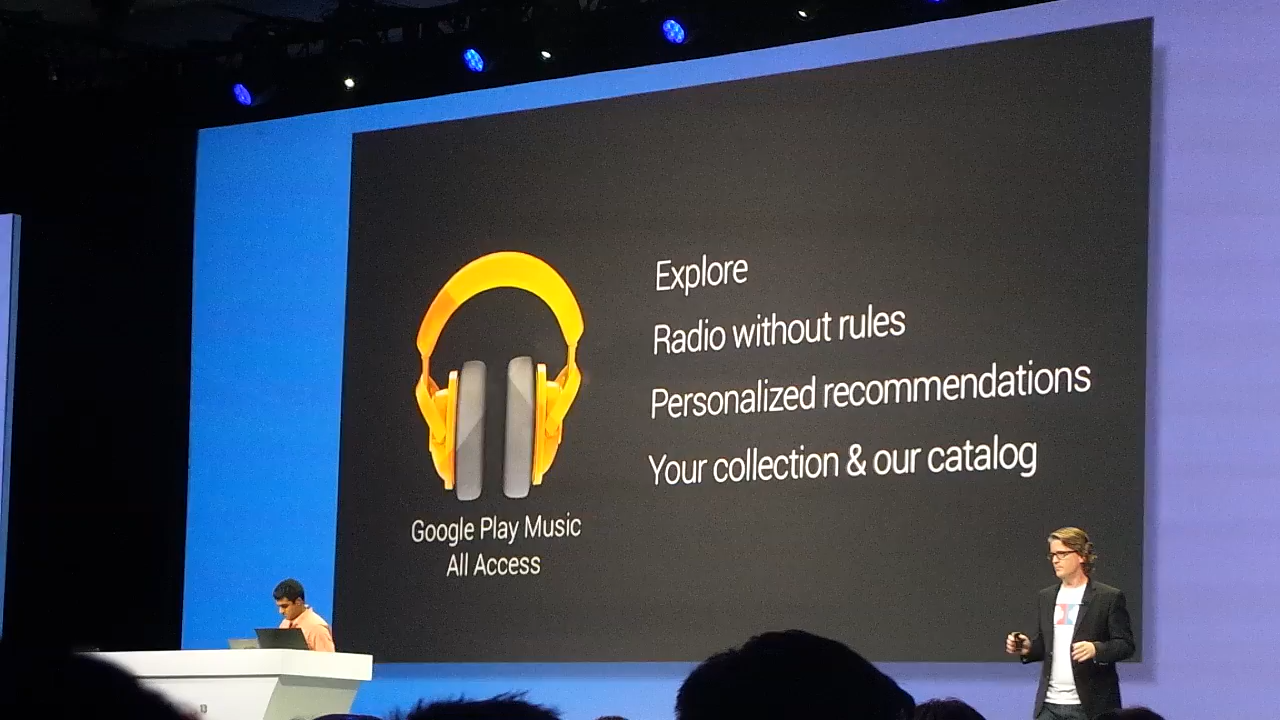 Explore
Radio without rules
Personalized recommendations
Your collection & our catalog
Google Play Music
All Access